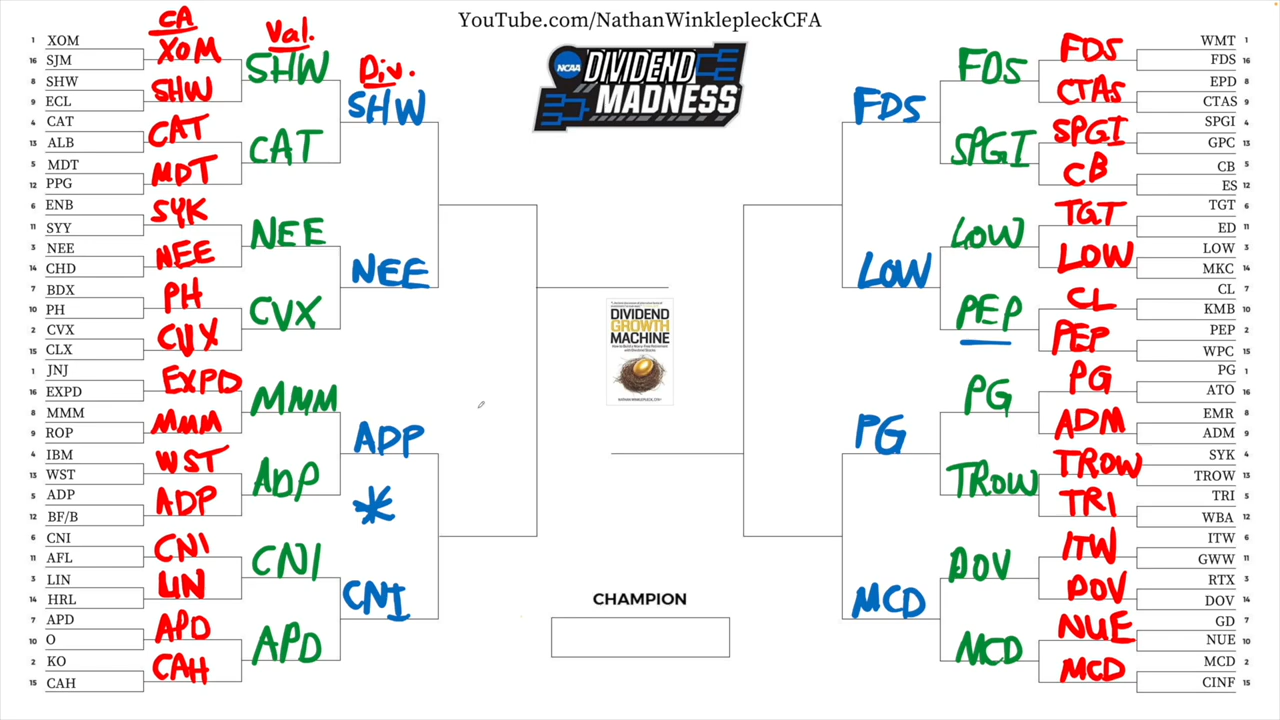 YouTube.com/NathanWinklepleckCFA
NCAA
DIVIDEND
MADNESS
CA
Val.
Div.
1 XOM
16 SJM
8 SHW
9 ECL
4 CAT
13 ALB
5 MDT
12 PPG
6 ENB
11 SYY
3 NEE
14 CHD
7 BDX
10 PH
2 CVX
15 CLX
1 JNJ
16 EXPD
8 MMM
9 ROP
4 IBM
13 WST
5 ADP
12 BF/B
6 CNI
11 AFL
3 LIN
14 HRL
7 APD
10 O
2 KO
15 CAH
XOM
SHW
CAT
MDT
SYK
NEE
PH
CVX
EXPD
MMM
WST
ADP
CNI
LIN
APD
CAH
SHW
CAT
NEE
CVX
MMM
ADP
CNI
APD
SHW
NEE
ADP
*
CNI
DIVIDEND
GROWTH
MACHINE
NATHAN WINKLEPLECK, CFA
CHAMPION
FDS
LOW
PG
MCD
FDS
SPGI
LOW
PEP
PG
TROW
DOV
MCD
FDS
CTAS
SPGI
CB
TGT
LOW
CL
PEP
PG
ADM
TROW
TRI
ITW
DOV
NUE
MCD
WMT 1
FDS 16
EPD 8
CTAS 9
SPGI 4
GPC 13
CB 5
ES 12
TGT 6
ED 11
LOW 3
MKC 14
CL 7
KMB 10
PEP 2
WPC 15
PG 1
ATO 16
EMR 8
ADM 9
SYK 4
TROW 13
TRI 5
WBA 12
ITW 6
GWW 11
RTX 3
DOV 14
GD 7
NUE 10
MCD 2
CINF 15